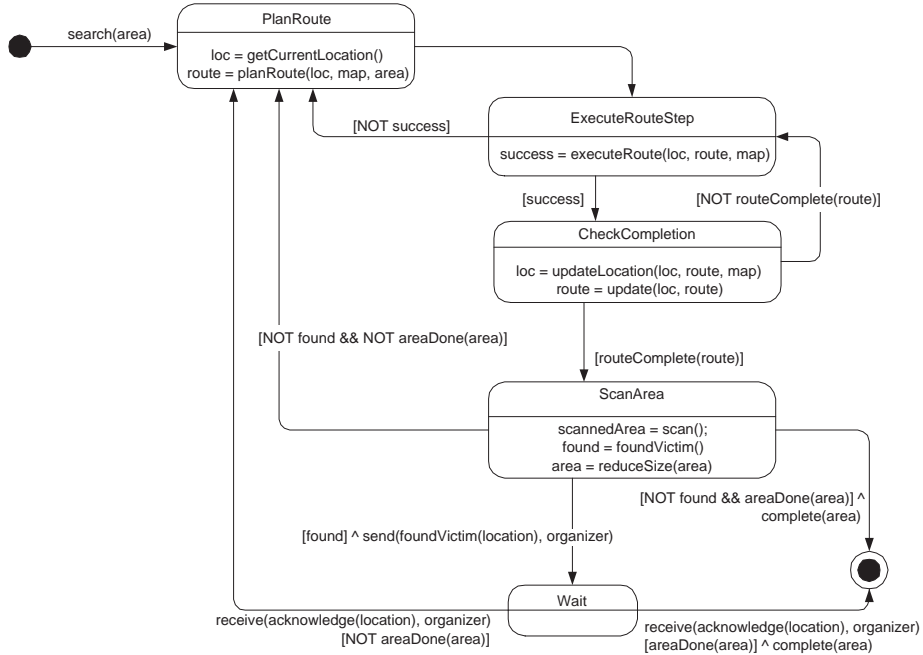 PlanRoute
search(area)
loc = getCurrentLocation()
route = planRoute(loc, map, area)
ExecuteRouteStep
[NOT success]
success = executeRoute(loc, route, map)
[success]
[NOT routeComplete(route)]
CheckCompletion
loc = updateLocation(loc, route, map)
route = update(loc, route)
[NOT found && NOT areaDone(area)]
[routeComplete(route)]
ScanArea
scannedArea = scan();
found = foundVictim()
area = reduceSize(area)
[NOT found && areaDone(area)] ^
complete(area)
[found] ^ send(foundVictim(location), organizer)
Wait
receive(acknowledge(location), organizer)
[NOT areaDone(area)]
receive(acknowledge(location), organizer)
[areaDone(area)] ^ complete(area)